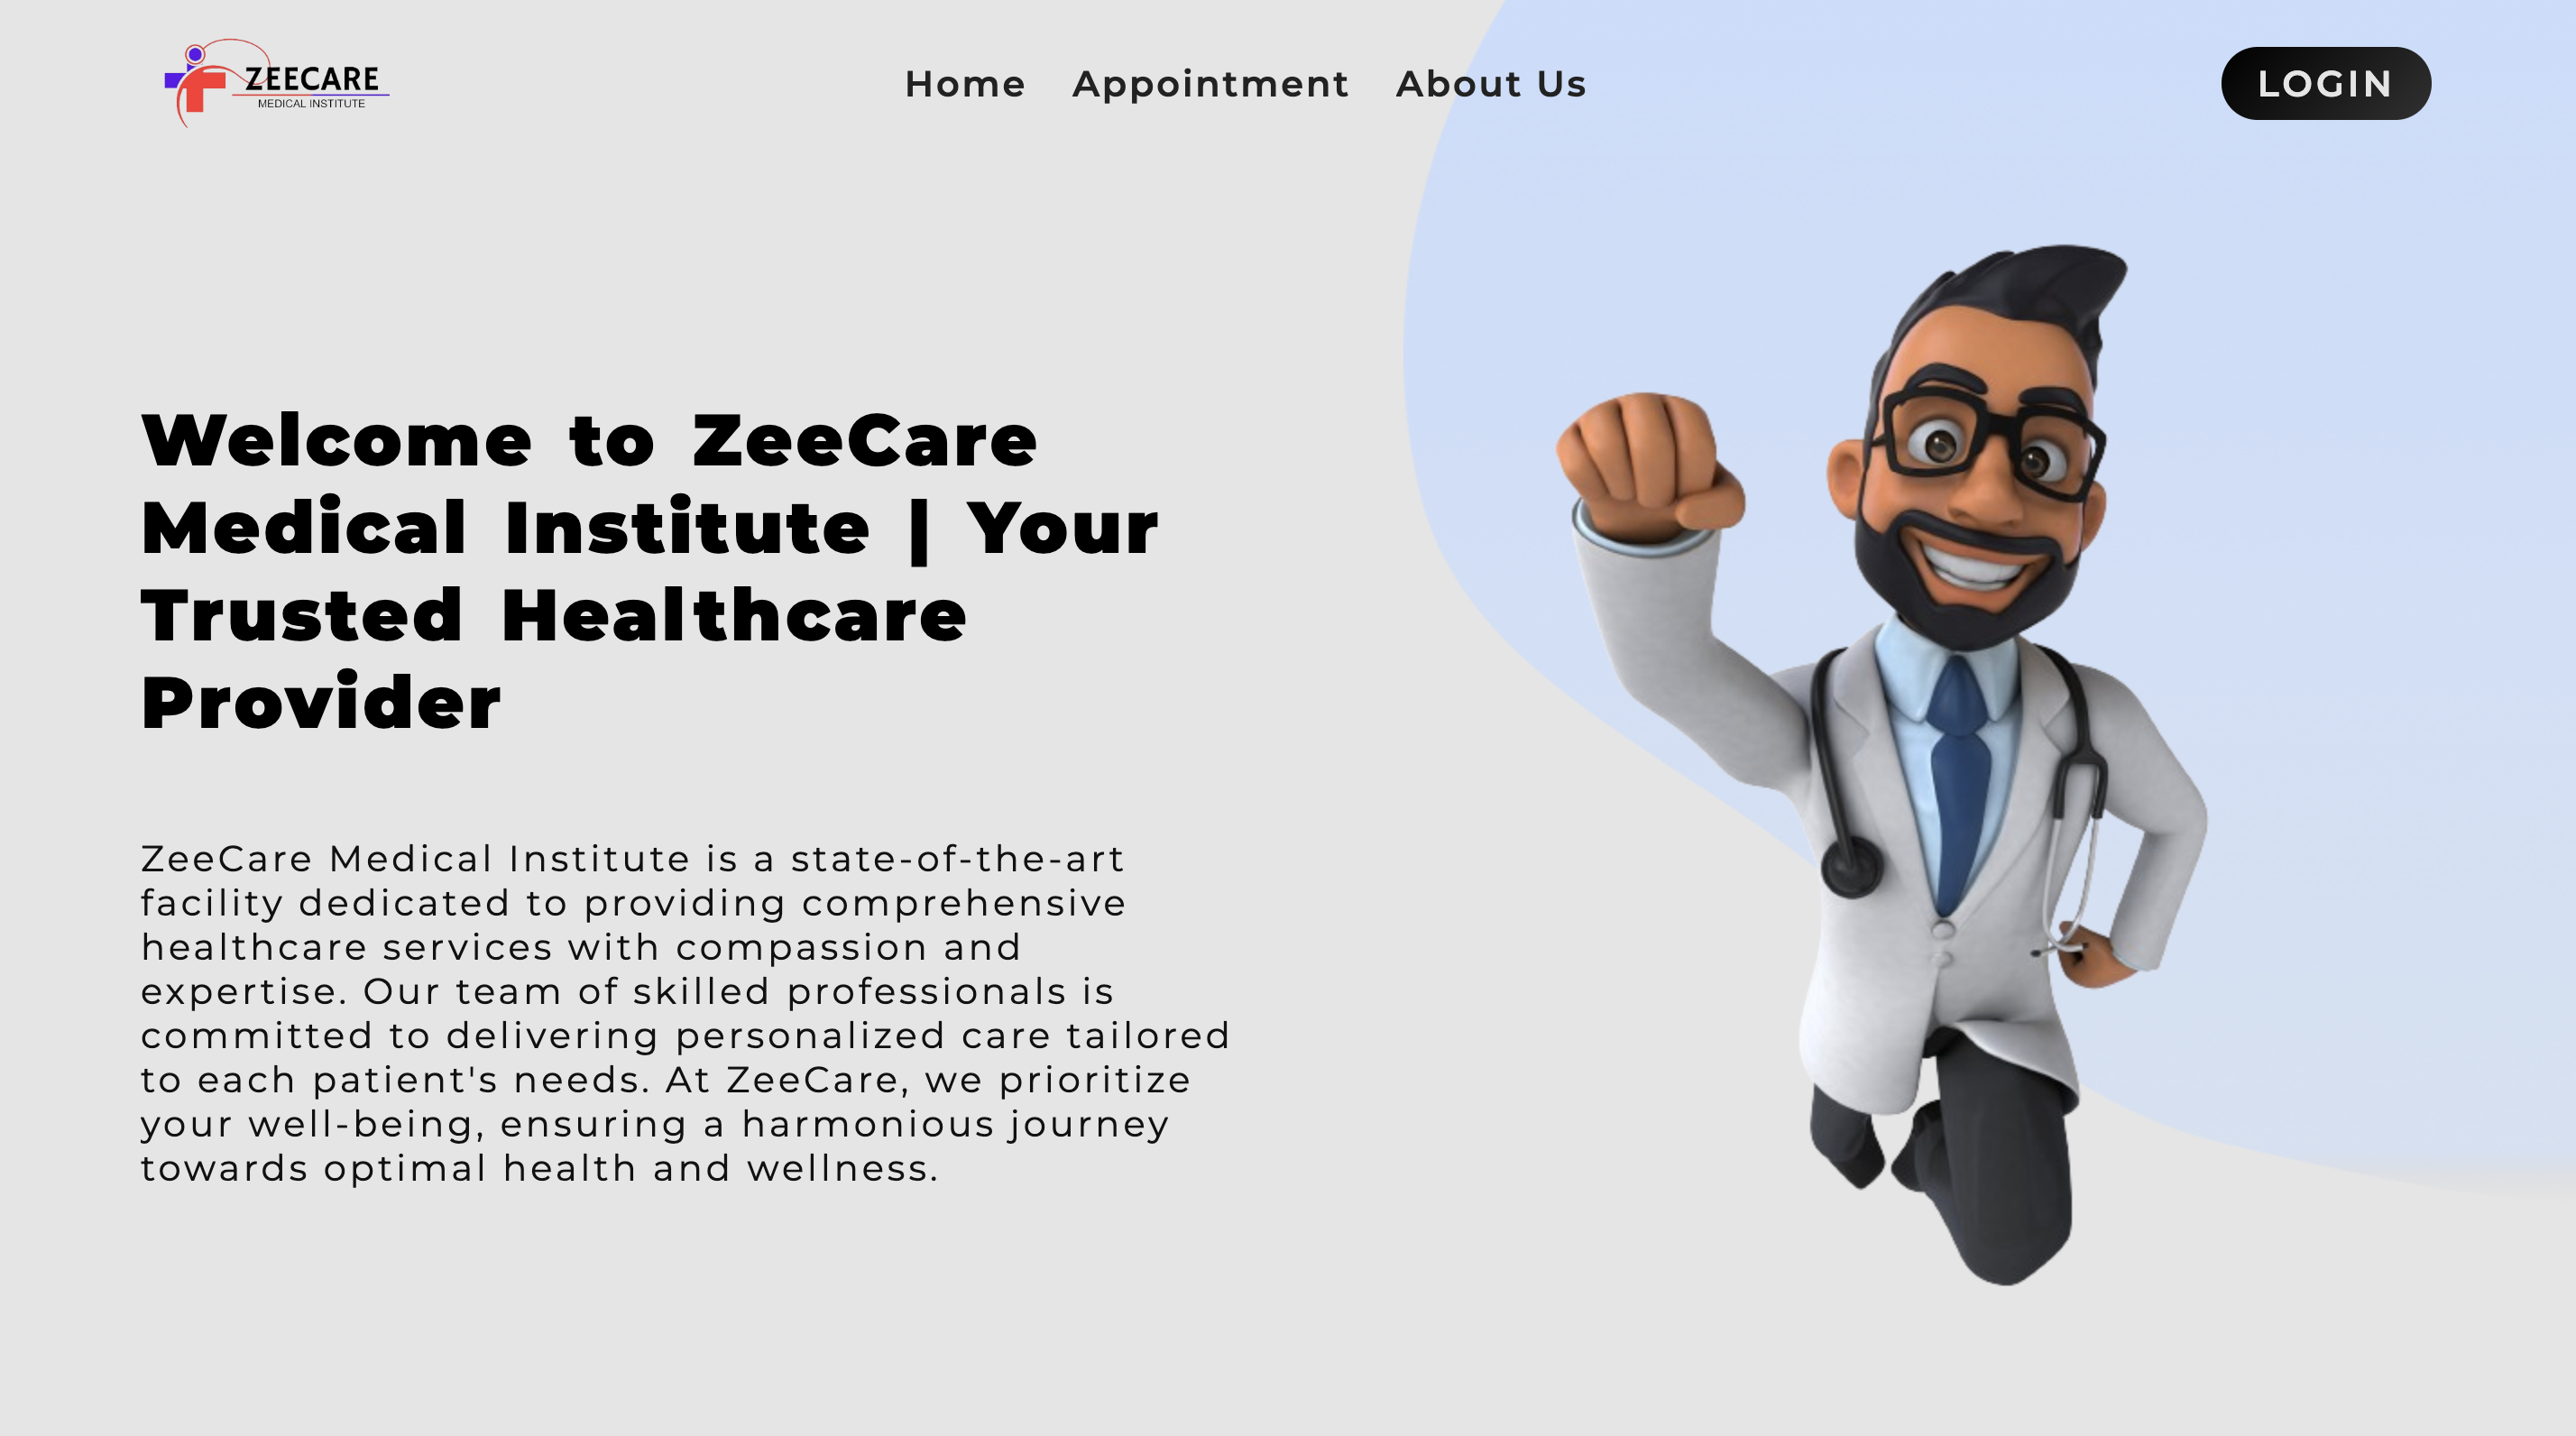 ZEECARE
MEDICAL INSTITUTE
Home Appointment About Us
LOGIN
Welcome to ZeeCare
Medical Institute | Your
Trusted Healthcare
Provider
ZeeCare Medical Institute is a state-of-the-art
facility dedicated to providing comprehensive
healthcare services with compassion and
expertise. Our team of skilled professionals is
committed to delivering personalized care tailored
to each patient's needs. At ZeeCare, we prioritize
your well-being, ensuring a harmonious journey
towards optimal health and wellness.